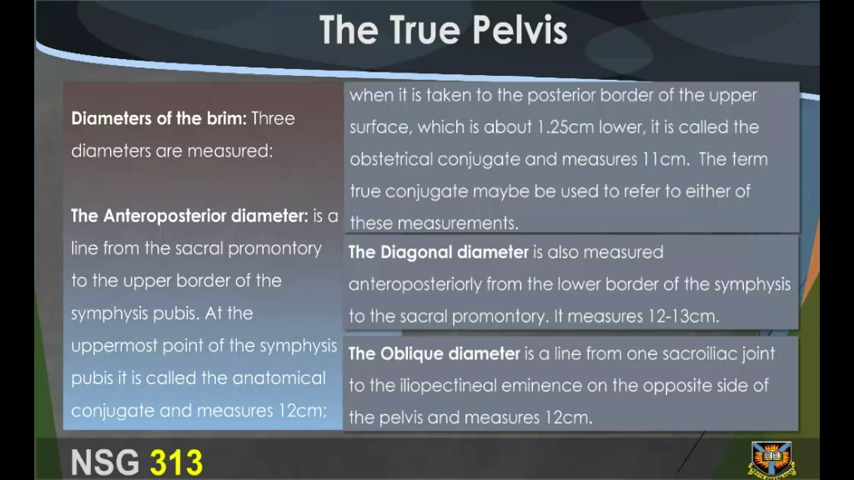 The True Pelvis
Diameters of the brim: Three
diameters are measured:
The Anteroposterior diameter: is a
line from the sacral promontory
to the upper border of the
symphysis pubis. At the
uppermost point of the symphysis
pubis it is called the anatomical
conjugate and measures 12cm;
when it is taken to the posterior border of the upper
surface, which is about 1.25cm lower, it is called the
obstetrical conjugate and measures 11cm. The term
true conjugate maybe be used to refer to either of
these measurements.
The Diagonal diameter is also measured
anteroposteriorly from the lower border of the symphysis
to the sacral promontory. It measures 12-13cm.
The Oblique diameter is a line from one sacroiliac joint
to the iliopectineal eminence on the opposite side of
the pelvis and measures 12cm.
NSG 313